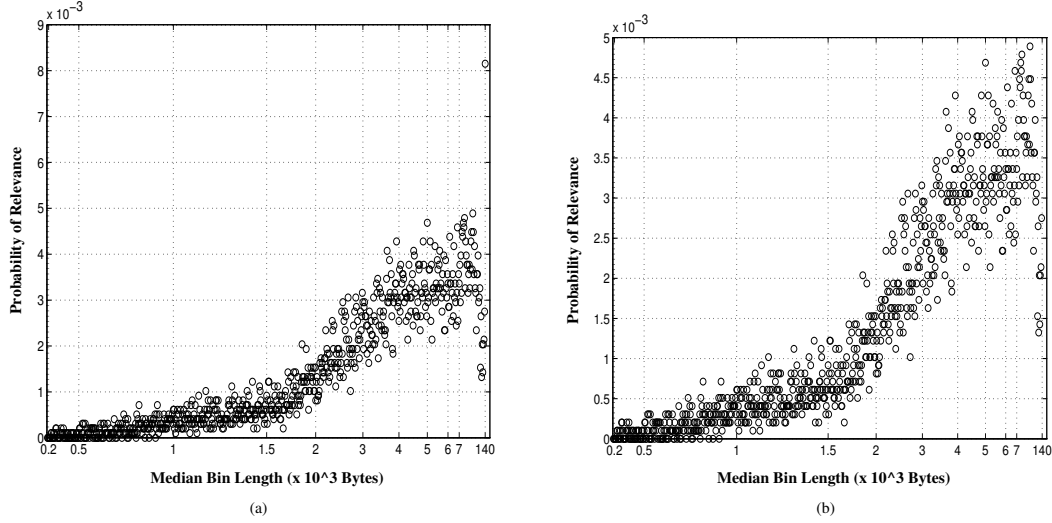 x 10^-3
9
8
7
6
5
4
3
2
1
0
Probability of Relevance
0.2 0.5 1 1.5 2 3 4 5 6 7 140
Median Bin Length (x 10^3 Bytes)
(a)
x 10^-3
5
4.5
4
3.5
3
2.5
2
1.5
1
0.5
0
Probability of Relevance
0.2 0.5 1 1.5 2 3 4 5 6 7 140
Median Bin Length (x 10^3 Bytes)
(b)